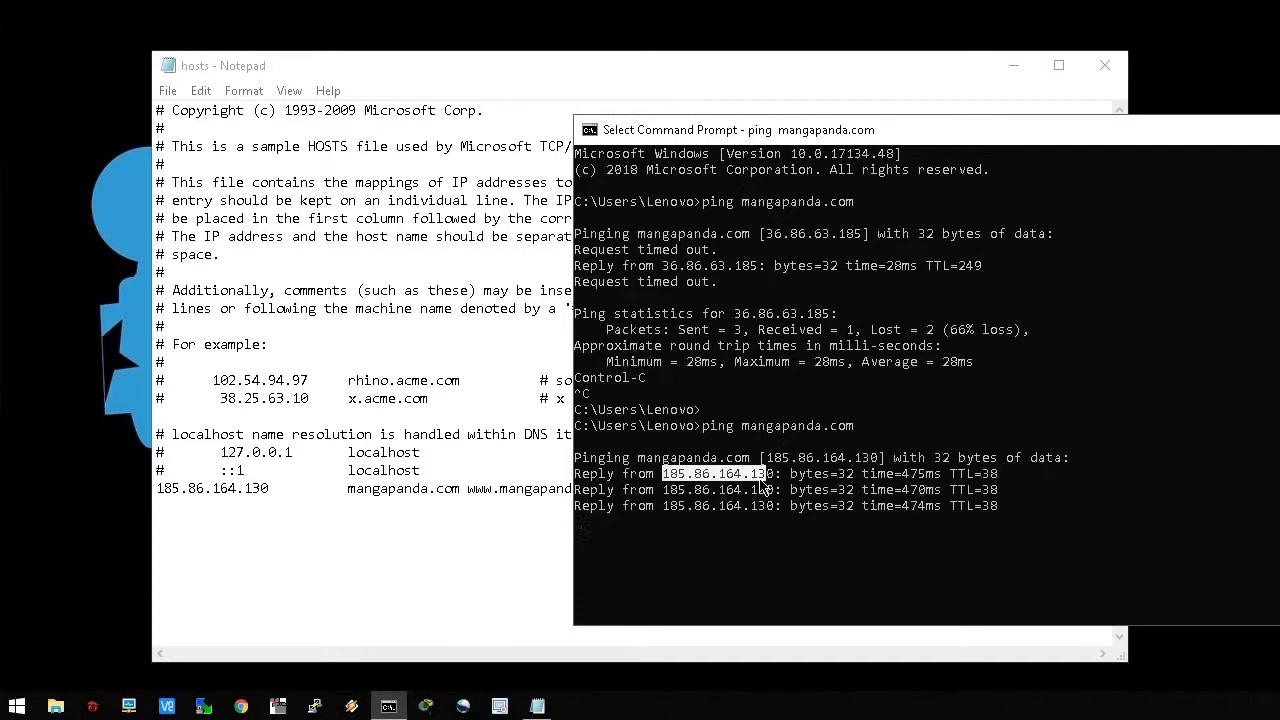 hosts - Notepad
File Edit Format View Help
# Copyright (c) 1993-2009 Microsoft Corp.
#
# This is a sample HOSTS file used by Microsoft TCP/
#
# This file contains the mappings of IP addresses to
# entry should be kept on an individual line. The IP
# be placed in the first column followed by the corr
# The IP address and the host name should be separat
# space.
#
# Additionally, comments (such as these) may be inse
# lines or following the machine name denoted by a '
#
# For example:
#
# 102.54.94.97 rhino.acme.com # so
# 38.25.63.10 x.acme.com # x
# localhost name resolution is handled within DNS it
# 127.0.0.1 localhost
# ::1 localhost
185.86.164.130 mangapanda.com www.mangapand
Select Command Prompt - ping mangapanda.com
Microsoft Windows [Version 10.0.17134.48]
(c) 2018 Microsoft Corporation. All rights reserved.
C:\Users\Lenovo>ping mangapanda.com
Pinging mangapanda.com [36.86.63.185] with 32 bytes of data:
Request timed out.
Reply from 36.86.63.185: bytes=32 time=28ms TTL=249
Request timed out.
Ping statistics for 36.86.63.185:
Packets: Sent = 3, Received = 1, Lost = 2 (66% loss),
Approximate round trip times in milli-seconds:
Minimum = 28ms, Maximum = 28ms, Average = 28ms
Control-C
^C
C:\Users\Lenovo>
C:\Users\Lenovo>ping mangapanda.com
Pinging mangapanda.com [185.86.164.130] with 32 bytes of data:
Reply from 185.86.164.130: bytes=32 time=475ms TTL=38
Reply from 185.86.164.130: bytes=32 time=470ms TTL=38
Reply from 185.86.164.130: bytes=32 time=474ms TTL=38